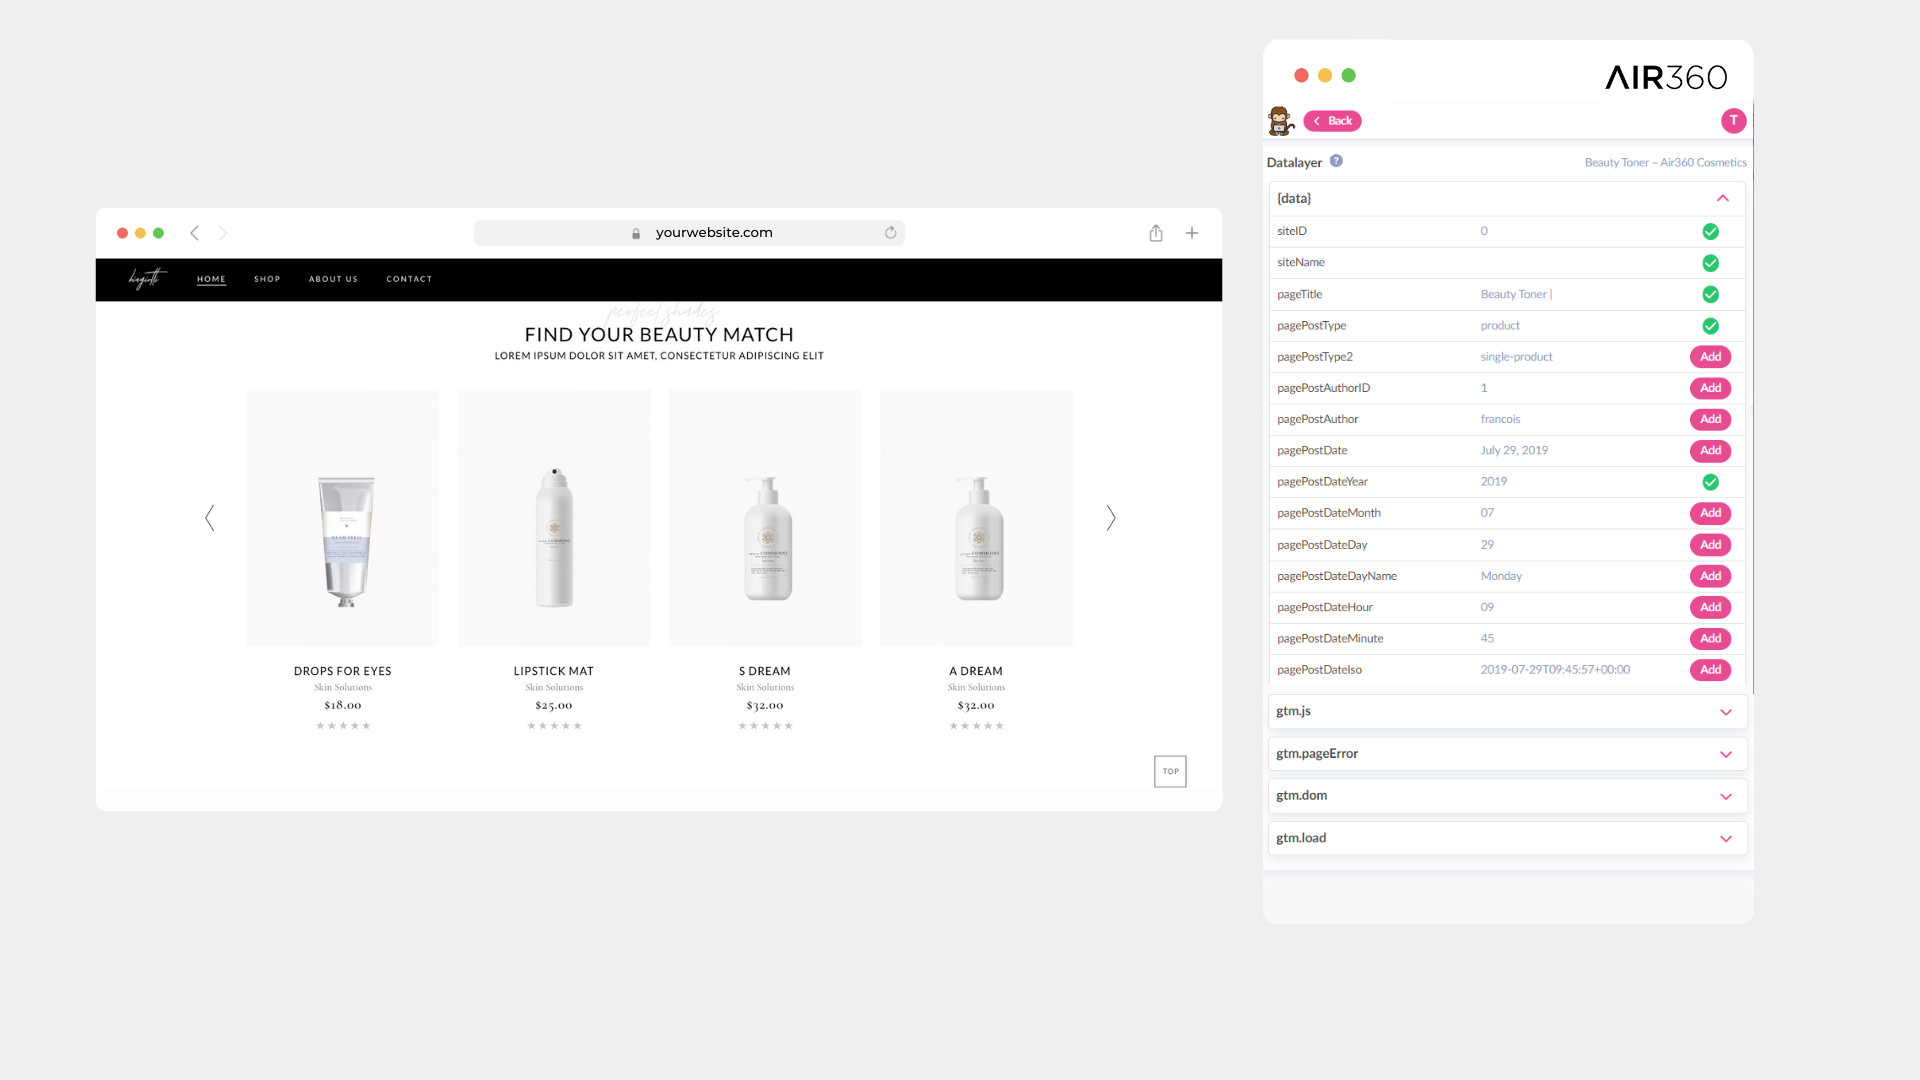 yourwebsite.com
HOME SHOP ABOUT US CONTACT
perfect shades
FIND YOUR BEAUTY MATCH
LOREM IPSUM DOLOR SIT AMET, CONSECTETUR ADIPISCING ELIT
DROPS FOR EYES
Skin Solutions
$18.00
LIPSTICK MAT
Skin Solutions
$25.00
S DREAM
Skin Solutions
$32.00
A DREAM
Skin Solutions
$32.00
TOP
AIR360
Back
T
Datalayer ? Beauty Toner – Air360 Cosmetics
{data}
siteID 0
siteName
pageTitle Beauty Toner |
pagePostType product
pagePostType2 single-product Add
pagePostAuthorID 1 Add
pagePostAuthor francois Add
pagePostDate July 29, 2019 Add
pagePostDateYear 2019
pagePostDateMonth 07 Add
pagePostDateDay 29 Add
pagePostDateDayName Monday Add
pagePostDateHour 09 Add
pagePostDateMinute 45 Add
pagePostDateIso 2019-07-29T09:45:57+00:00 Add
gtm.js
gtm.pageError
gtm.dom
gtm.load